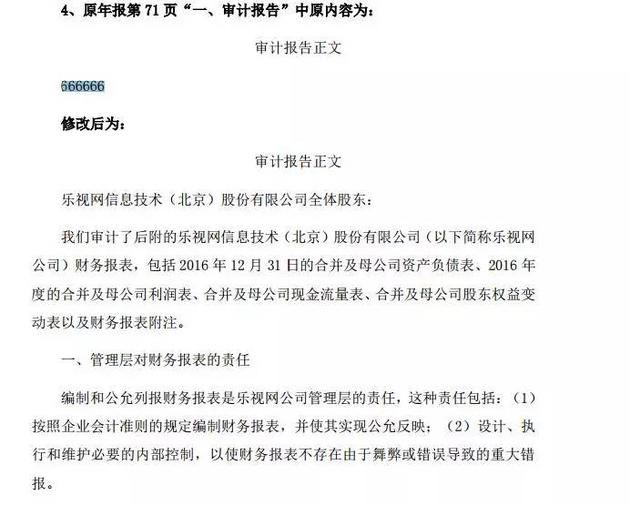 4、原年报第 71 页“一、审计报告”中原内容为：
审计报告正文
666666
修改后为：
审计报告正文
乐视网信息技术（北京）股份有限公司全体股东：
我们审计了后附的乐视网信息技术（北京）股份有限公司（以下简称乐视网
公司）财务报表，包括 2016 年 12 月 31 日的合并及母公司资产负债表、2016 年
度的合并及母公司利润表、合并及母公司现金流量表、合并及母公司股东权益变
动表以及财务报表附注。
一、管理层对财务报表的责任
编制和公允列报财务报表是乐视网公司管理层的责任，这种责任包括：（1）
按照企业会计准则的规定编制财务报表，并使其实现公允反映；（2）设计、执
行和维护必要的内部控制，以使财务报表不存在由于舞弊或错误导致的重大错
报。